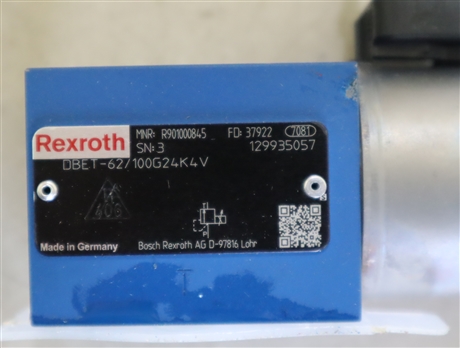 Rexroth
MNR: R901000845 FD: 37922 7081
SN: 3 129935057
DBET-62/100G24K4V
K
409
Made in Germany Bosch Rexroth AG D-97816 Lohr
T